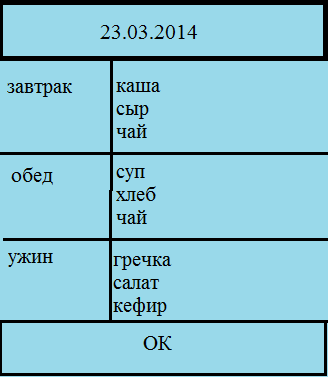 23.03.2014
завтрак
каша
сыр
чай
обед
суп
хлеб
чай
ужин
гречка
салат
кефир
ОК